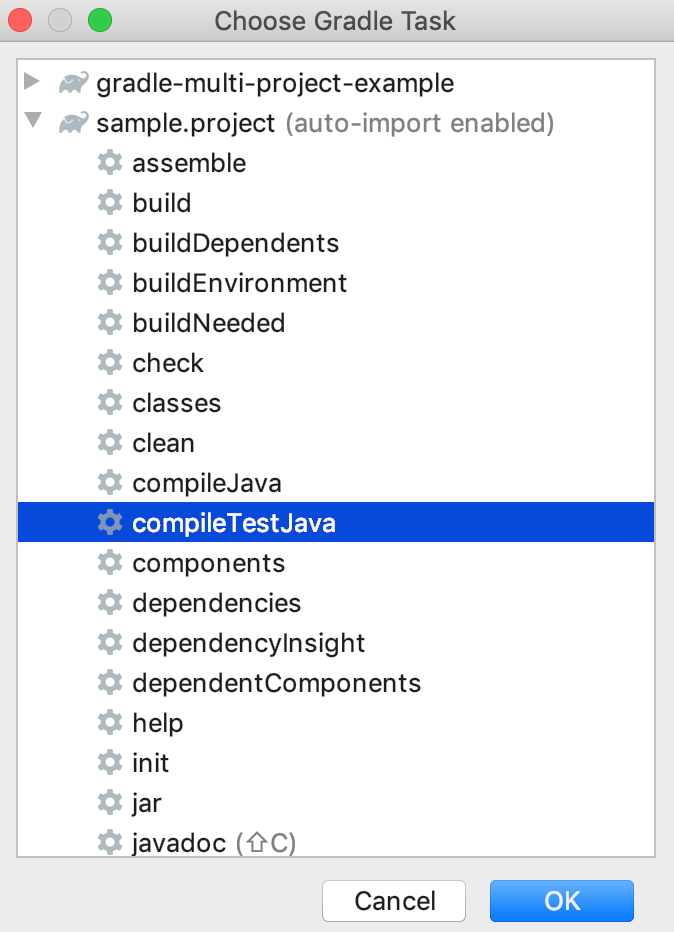 Choose Gradle Task
gradle-multi-project-example
sample.project (auto-import enabled)
assemble
build
buildDependents
buildEnvironment
buildNeeded
check
classes
clean
compileJava
compileTestJava
components
dependencies
dependencyInsight
dependentComponents
help
init
jar
javadoc (⇧C)
Cancel OK